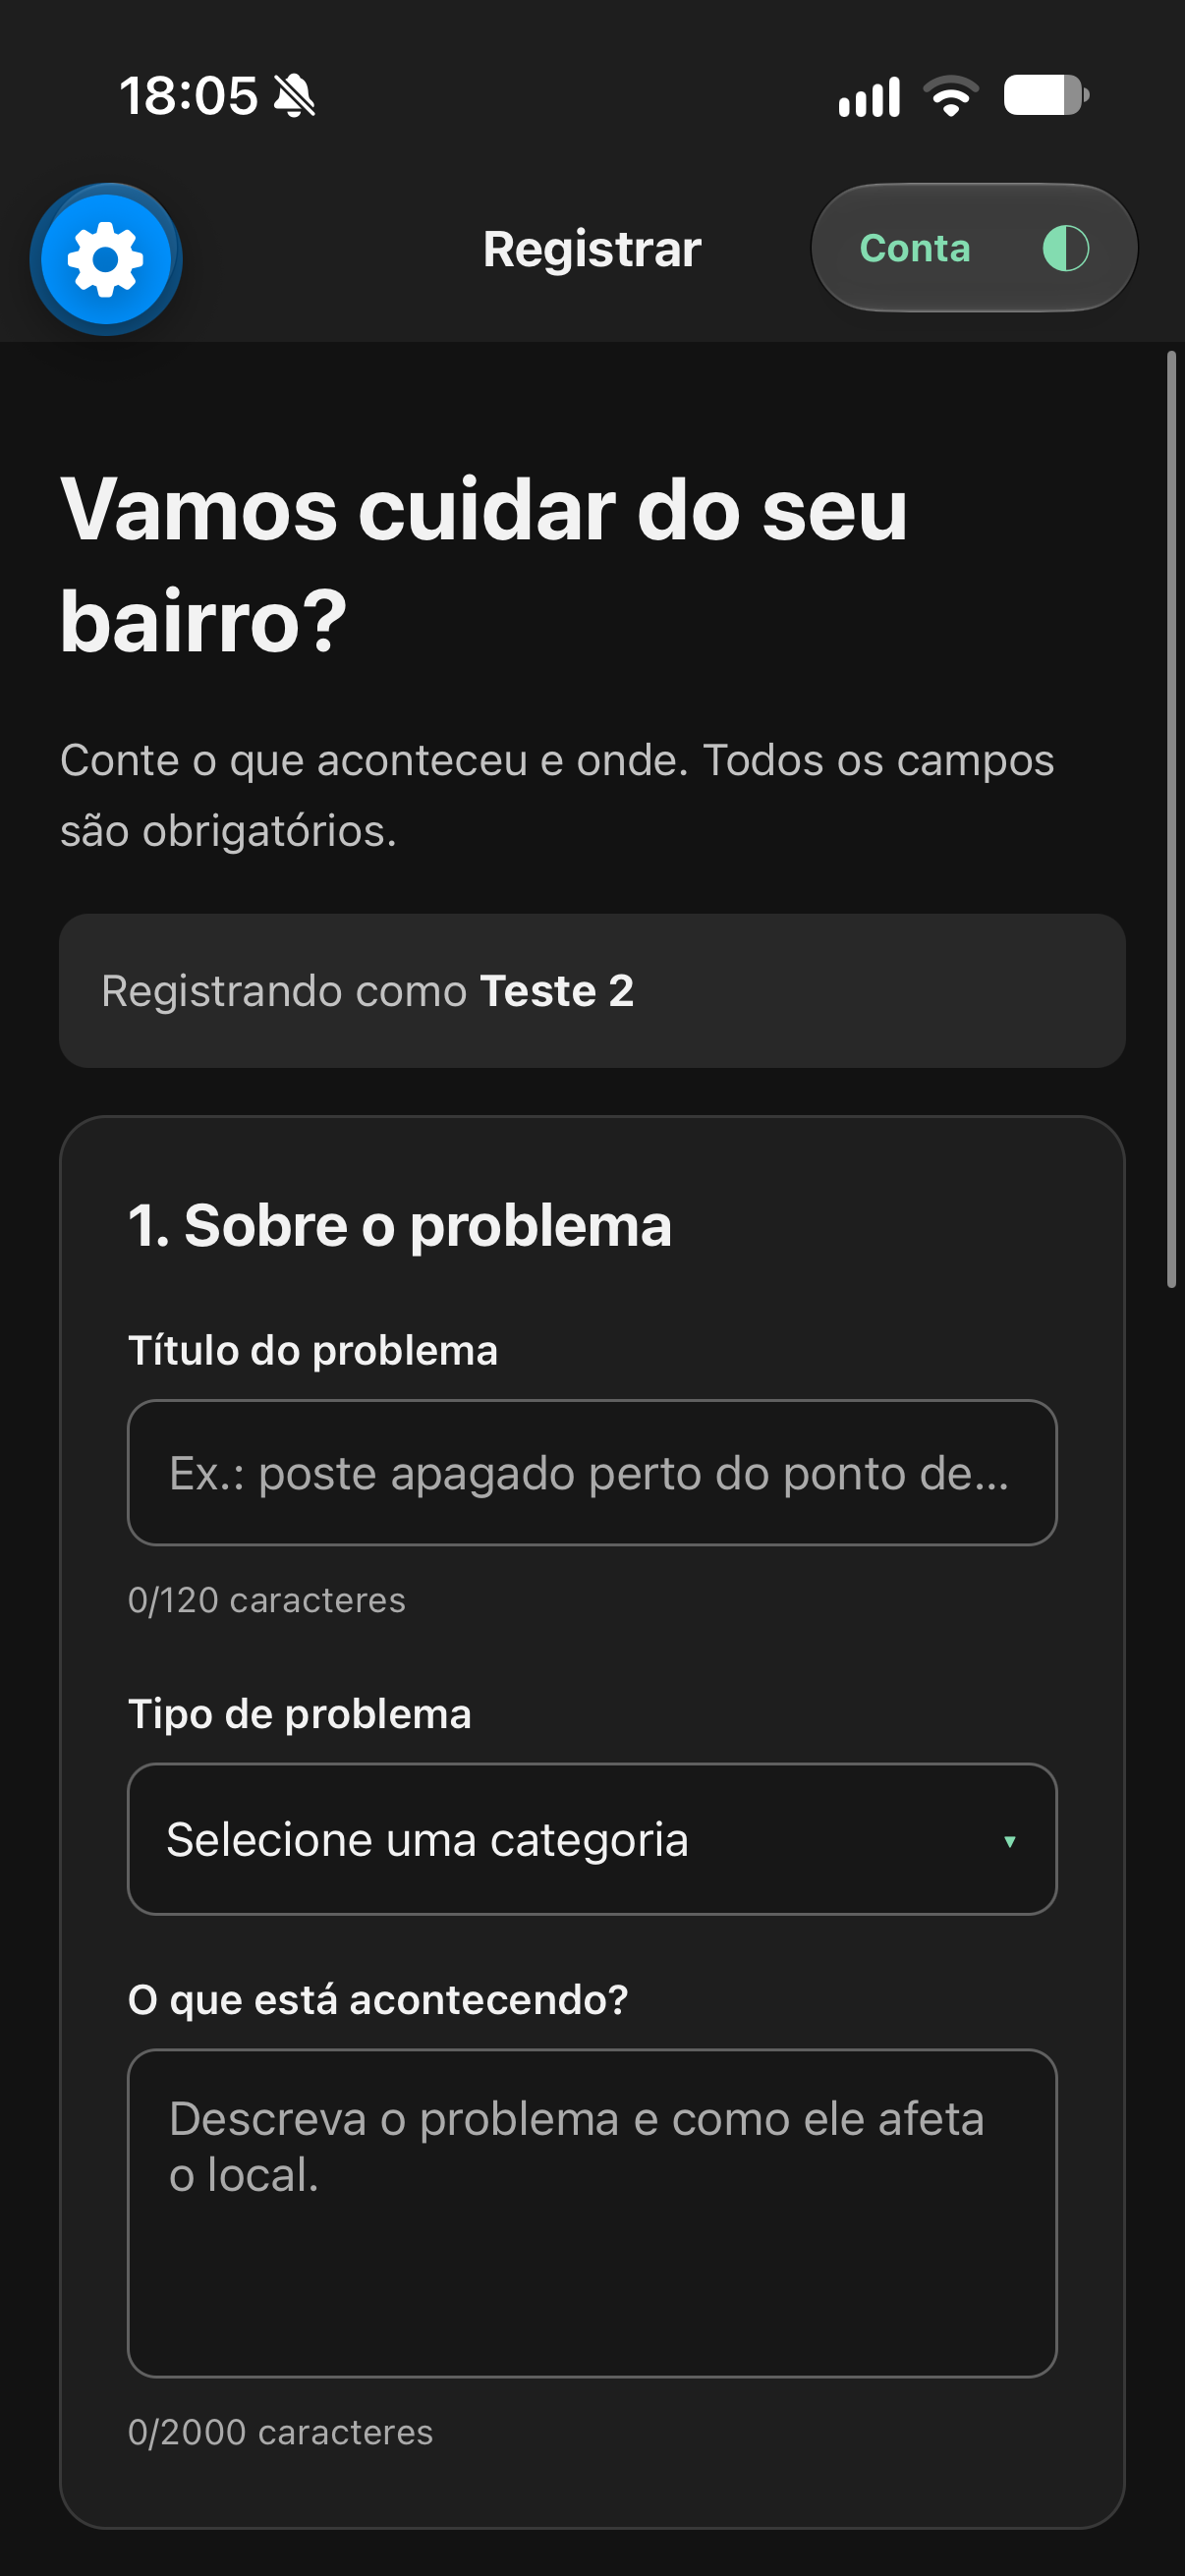 18:05
Registrar
Conta
Vamos cuidar do seu
bairro?
Conte o que aconteceu e onde. Todos os campos
são obrigatórios.
Registrando como Teste 2
1. Sobre o problema
Título do problema
Ex.: poste apagado perto do ponto de...
0/120 caracteres
Tipo de problema
Selecione uma categoria
O que está acontecendo?
Descreva o problema e como ele afeta
o local.
0/2000 caracteres